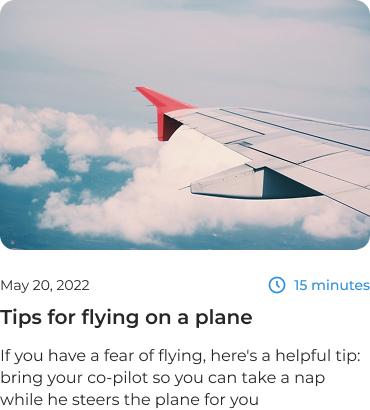 May 20, 2022 15 minutes
Tips for flying on a plane
If you have a fear of flying, here's a helpful tip:
bring your co-pilot so you can take a nap
while he steers the plane for you